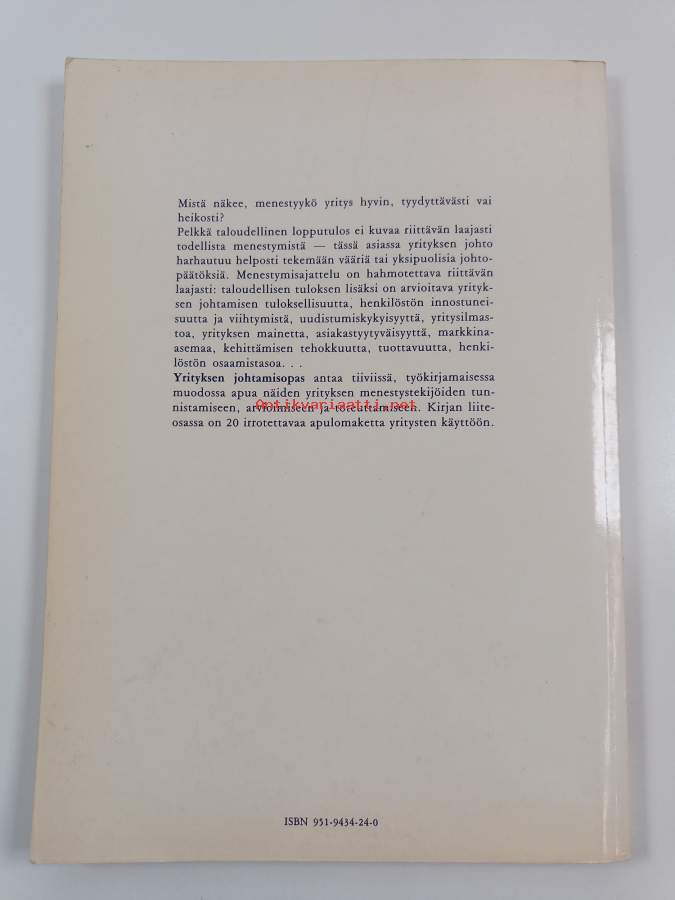 Mistä näkee, menestyykö yritys hyvin, tyydyttävästi vai
heikosti?
Pelkkä taloudellinen lopputulos ei kuvaa riittävän laajasti
todellista menestymistä — tässä asiassa yrityksen johto
harhautuu helposti tekemään vääriä tai yksipuolisia johto-
päätöksiä. Menestymisajattelu on hahmotettava riittävän
laajasti: taloudellisen tuloksen lisäksi on arvioitava yrityk-
sen johtamisen tuloksellisuutta, henkilöstön innostunei-
suutta ja viihtymistä, uudistumiskykyisyyttä, yritysilmas-
toa, yrityksen mainetta, asiakastyytyväisyyttä, markkina-
asemaa, kehittämisen tehokkuutta, tuottavuutta, henki-
löstön osaamistasoa. . .
Yrityksen johtamisopas antaa tiiviissä, työkirjamaisessa
muodossa apua näiden yrityksen menestystekijöiden tun-
nistamiseen, arvioimiseen ja toteuttamiseen. Kirjan liite-
Antikvariaatti.net
osassa on 20 irrotettavaa apulomaketta yritysten käyttöön.
ISBN 951-9434-24-0